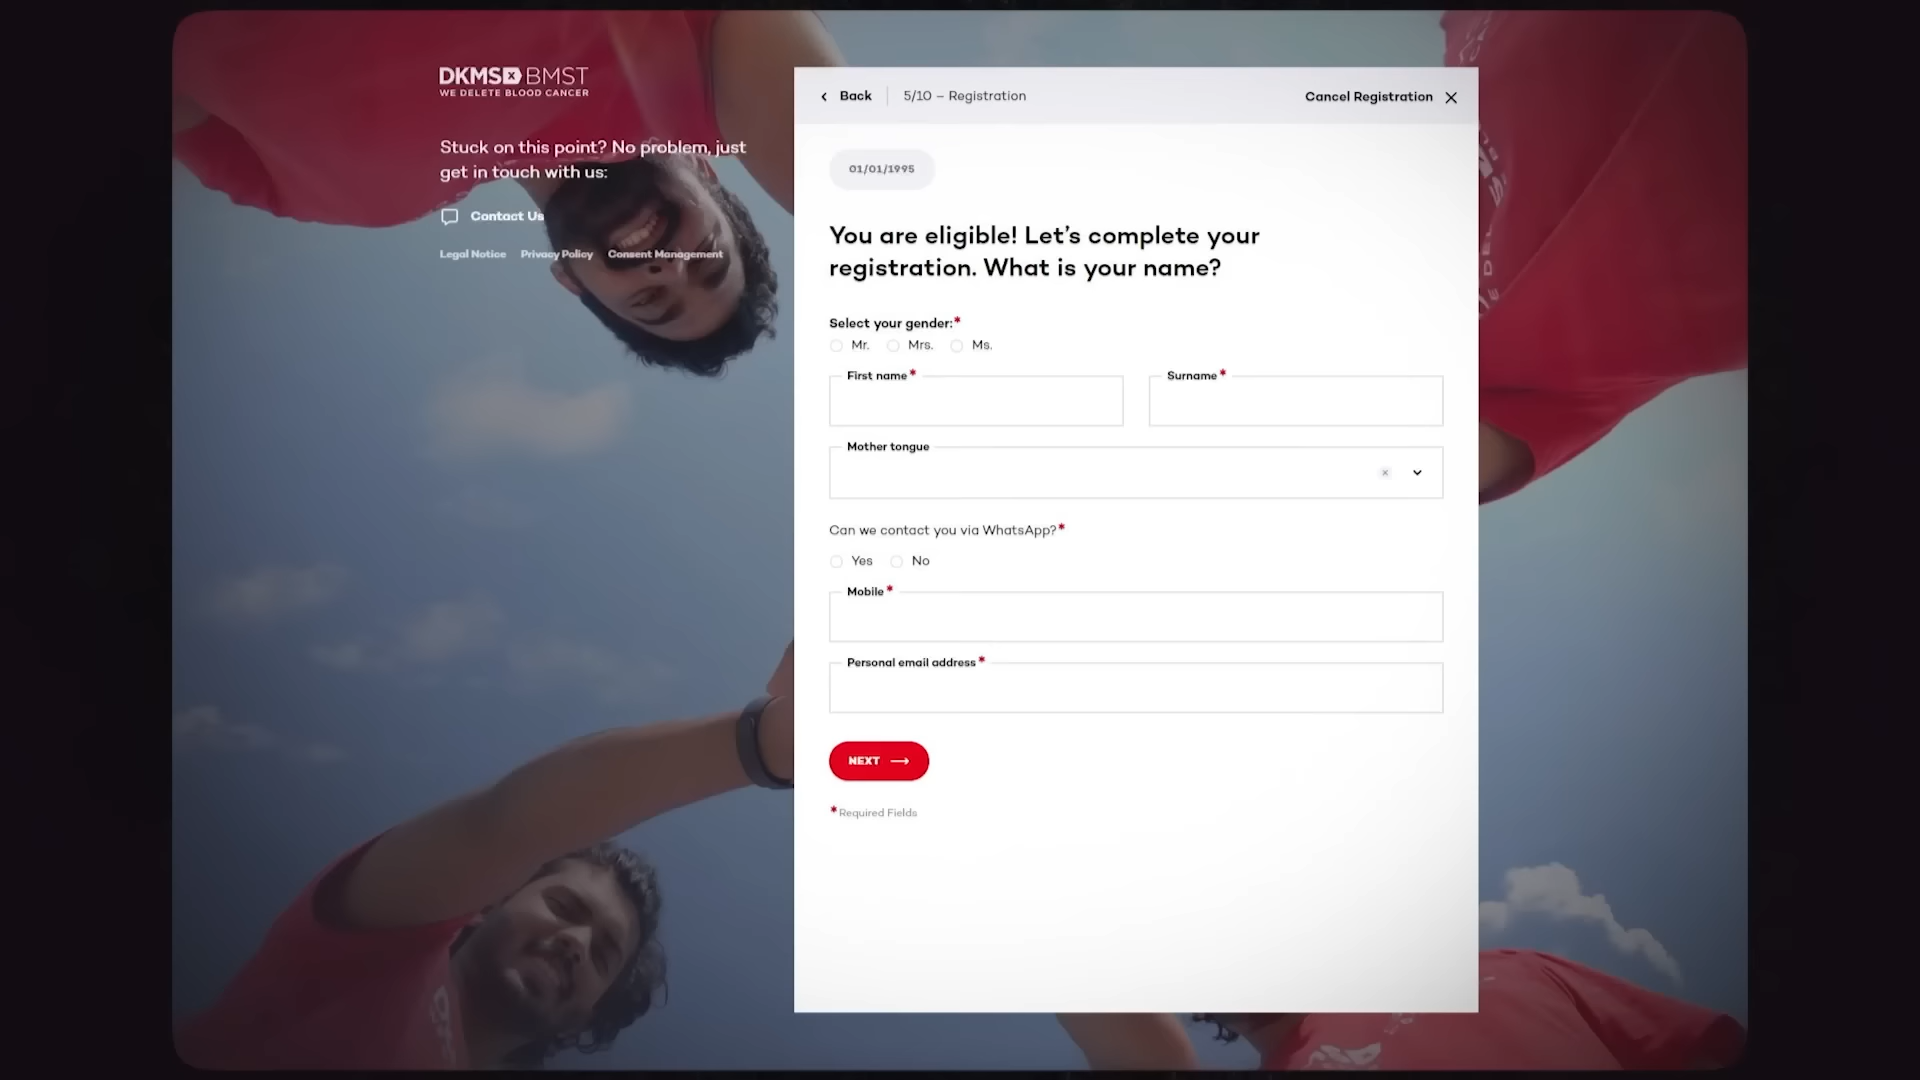 DKMS BMST
WE DELETE BLOOD CANCER
Stuck on this point? No problem, just
get in touch with us:
Contact Us
Legal Notice Privacy Policy Consent Management
Back 5/10 – Registration Cancel Registration
01/01/1995
You are eligible! Let’s complete your
registration. What is your name?
Select your gender:*
Mr. Mrs. Ms.
First name* Surname*
Mother tongue
Can we contact you via WhatsApp?*
Yes No
Mobile*
Personal email address*
NEXT
*Required Fields